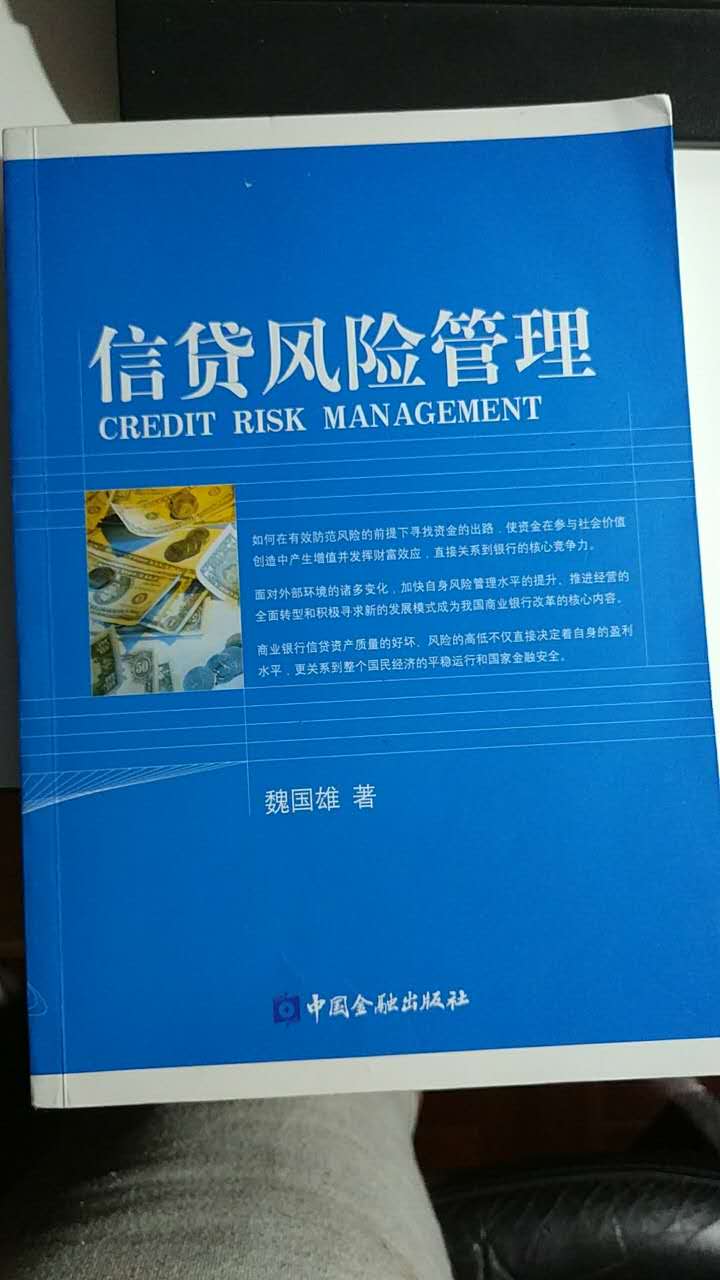 信贷风险管理
CREDIT RISK MANAGEMENT
如何在有效防范风险的前提下寻找资金的出路，使资金在参与社会价值
创造中产生增值并发挥财富效应，直接关系到银行的核心竞争力。
面对外部环境的诸多变化，加快自身风险管理水平的提升、推进经营的
全面转型和积极寻求新的发展模式成为我国商业银行改革的核心内容。
商业银行信贷资产质量的好坏、风险的高低不仅直接决定着自身的盈利
水平，更关系到整个国民经济的平稳运行和国家金融安全。
50
魏国雄 著
中国金融出版社